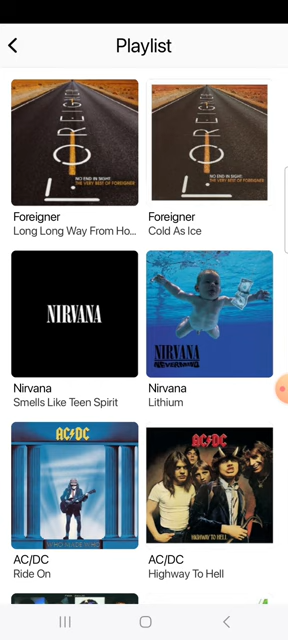 Playlist
FOREIGNER
NO END IN SIGHT:
THE VERY BEST OF FOREIGNER
FOREIGNER
NO END IN SIGHT:
THE VERY BEST OF FOREIGNER
Foreigner
Long Long Way From Ho...
Foreigner
Cold As Ice
NIRVANA
NIRVANA
NEVERMIND
Nirvana
Smells Like Teen Spirit
Nirvana
Lithium
AC/DC
WHO MADE WHO
AC/DC
HIGHWAY TO HELL
AC/DC
Ride On
AC/DC
Highway To Hell